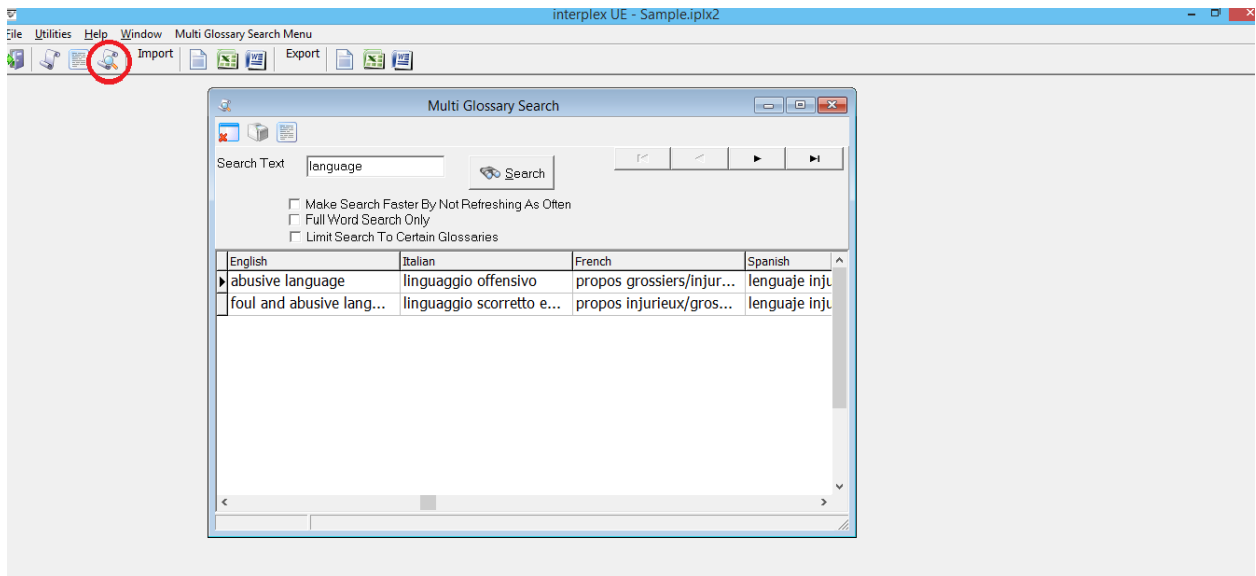 interplex UE - Sample.iplx2
File Utilities Help Window Multi Glossary Search Menu
Import Export
Multi Glossary Search
Search Text language Search
Make Search Faster By Not Refreshing As Often
Full Word Search Only
Limit Search To Certain Glossaries
English Italian French Spanish
abusive language linguaggio offensivo propos grossiers/injur... lenguaje inju
foul and abusive lang... linguaggio scorretto e... propos injurieux/gros... lenguaje inju